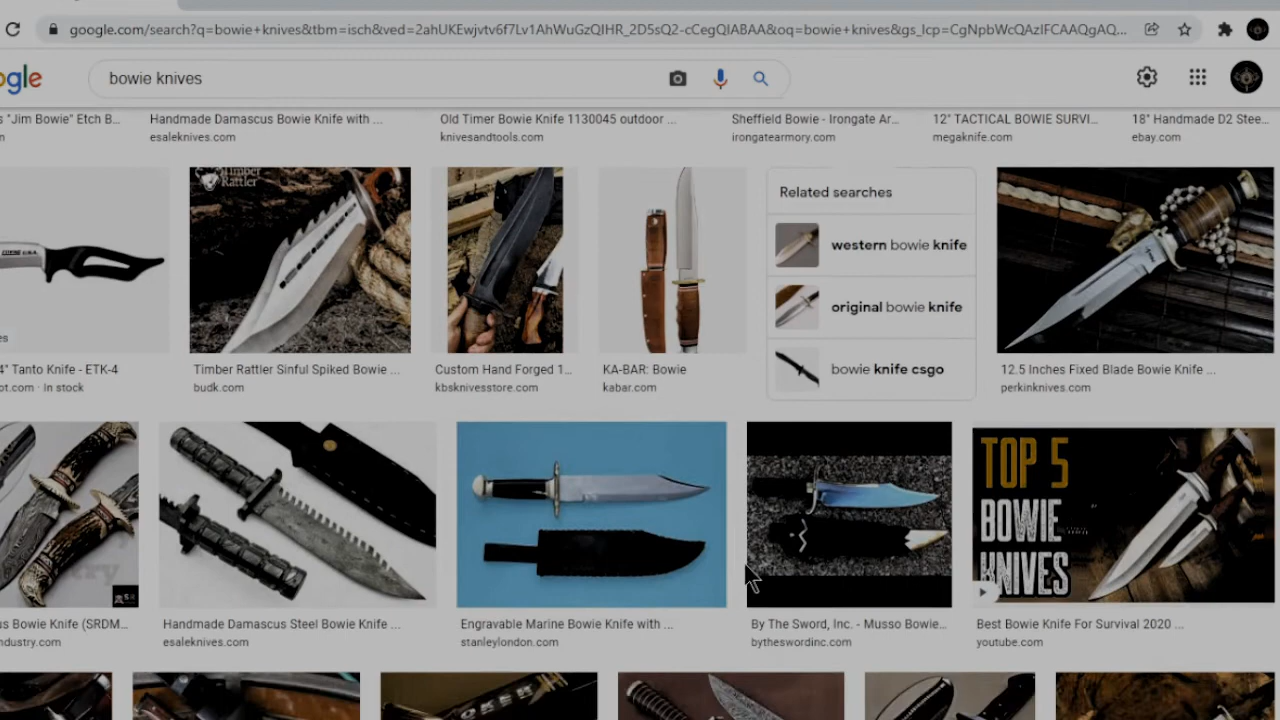 google.com/search?q=bowie+knives&tbm=isch&ved=2ahUKEwjvtv6f7Lv1AhWuGzQIHR_2D5sQ2-cCegQIABAA&oq=bowie+knives&gs_lcp=CgNpbWcQAzIFCAAQgAQ...
ogle
bowie knives
s "Jim Bowie" Etch B...
Handmade Damascus Bowie Knife with ...
Old Timer Bowie Knife 1130045 outdoor ...
Sheffield Bowie - Irongate Ar...
12" TACTICAL BOWIE SURVI...
18" Handmade D2 Stee...
n
esaleknives.com
knivesandtools.com
irongatearmory.com
megaknife.com
ebay.com
Timber
Rattler
Related searches
western bowie knife
original bowie knife
bowie knife csgo
es
4" Tanto Knife - ETK-4
Timber Rattler Sinful Spiked Bowie ...
Custom Hand Forged 1...
KA-BAR: Bowie
12.5 Inches Fixed Blade Bowie Knife ...
ot.com · In stock
budk.com
kbsknivesstore.com
kabar.com
perkinknives.com
TOP 5
BOWIE
KNIVES
us Bowie Knife (SRDM...
Handmade Damascus Steel Bowie Knife ...
Engravable Marine Bowie Knife with ...
By The Sword, Inc. - Musso Bowie...
Best Bowie Knife For Survival 2020 ...
ndustry.com
esaleknives.com
stanleylondon.com
bytheswordinc.com
youtube.com
OKER